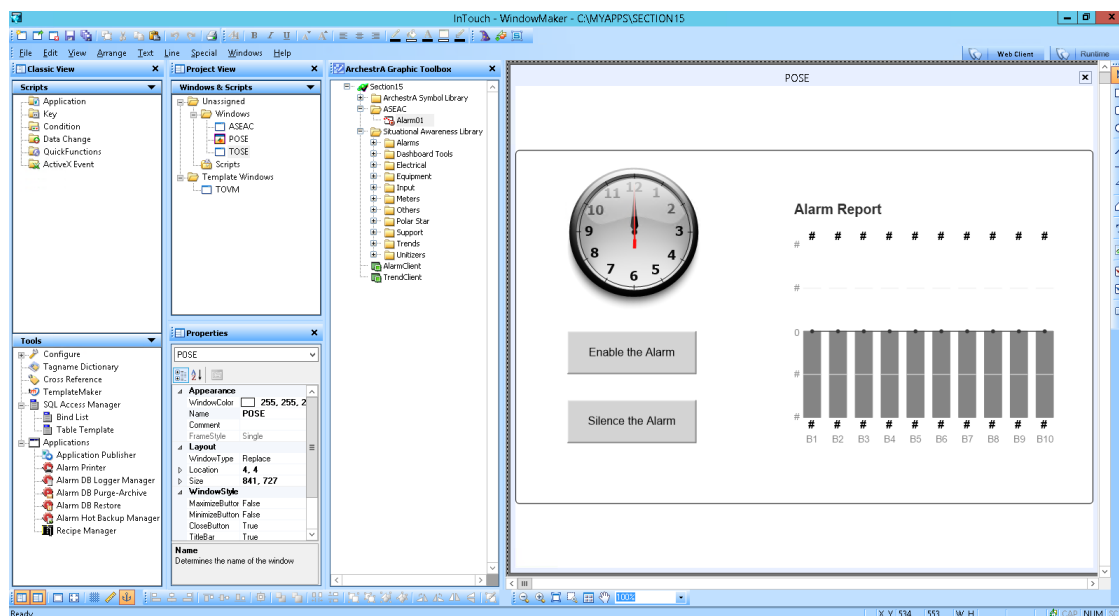 InTouch - WindowMaker - C:\MYAPPS\SECTION15
File Edit View Arrange Text Line Special Windows Help
Web Client Runtime
Classic View
Scripts
Application
Key
Condition
Data Change
QuickFunctions
ActiveX Event
Tools
Configure
Tagname Dictionary
Cross Reference
TemplateMaker
SQL Access Manager
Bind List
Table Template
Applications
Application Publisher
Alarm Printer
Alarm DB Logger Manager
Alarm DB Purge-Archive
Alarm DB Restore
Alarm Hot Backup Manager
Recipe Manager
Project View
Windows & Scripts
Unassigned
Windows
ASEAC
POSE
TOSE
Scripts
Template Windows
TOVM
Properties
POSE
Appearance
WindowColor 255, 255, 2
Name POSE
Comment
FrameStyle Single
Layout
WindowType Replace
Location 4, 4
Size 841, 727
WindowStyle
MaximizeButtor False
MinimizeButton False
CloseButton True
TitleBar True
Name
Determines the name of the window
ArchestrA Graphic Toolbox
Section15
ArchestrA Symbol Library
ASEAC
Alarm01
Situational Awareness Library
Alarms
Dashboard Tools
Electrical
Equipment
Input
Meters
Others
Polar Star
Support
Trends
Unitizers
AlarmClient
TrendClient
POSE
12
1
2
3
4
5
6
7
8
9
10
11
Enable the Alarm
Silence the Alarm
Alarm Report
# # # # # # # # # #
#
#
0
#
#
# # # # # # # # # #
B1 B2 B3 B4 B5 B6 B7 B8 B9 B10
100%
Ready
X, Y 534 553 W, H
CAP NUM